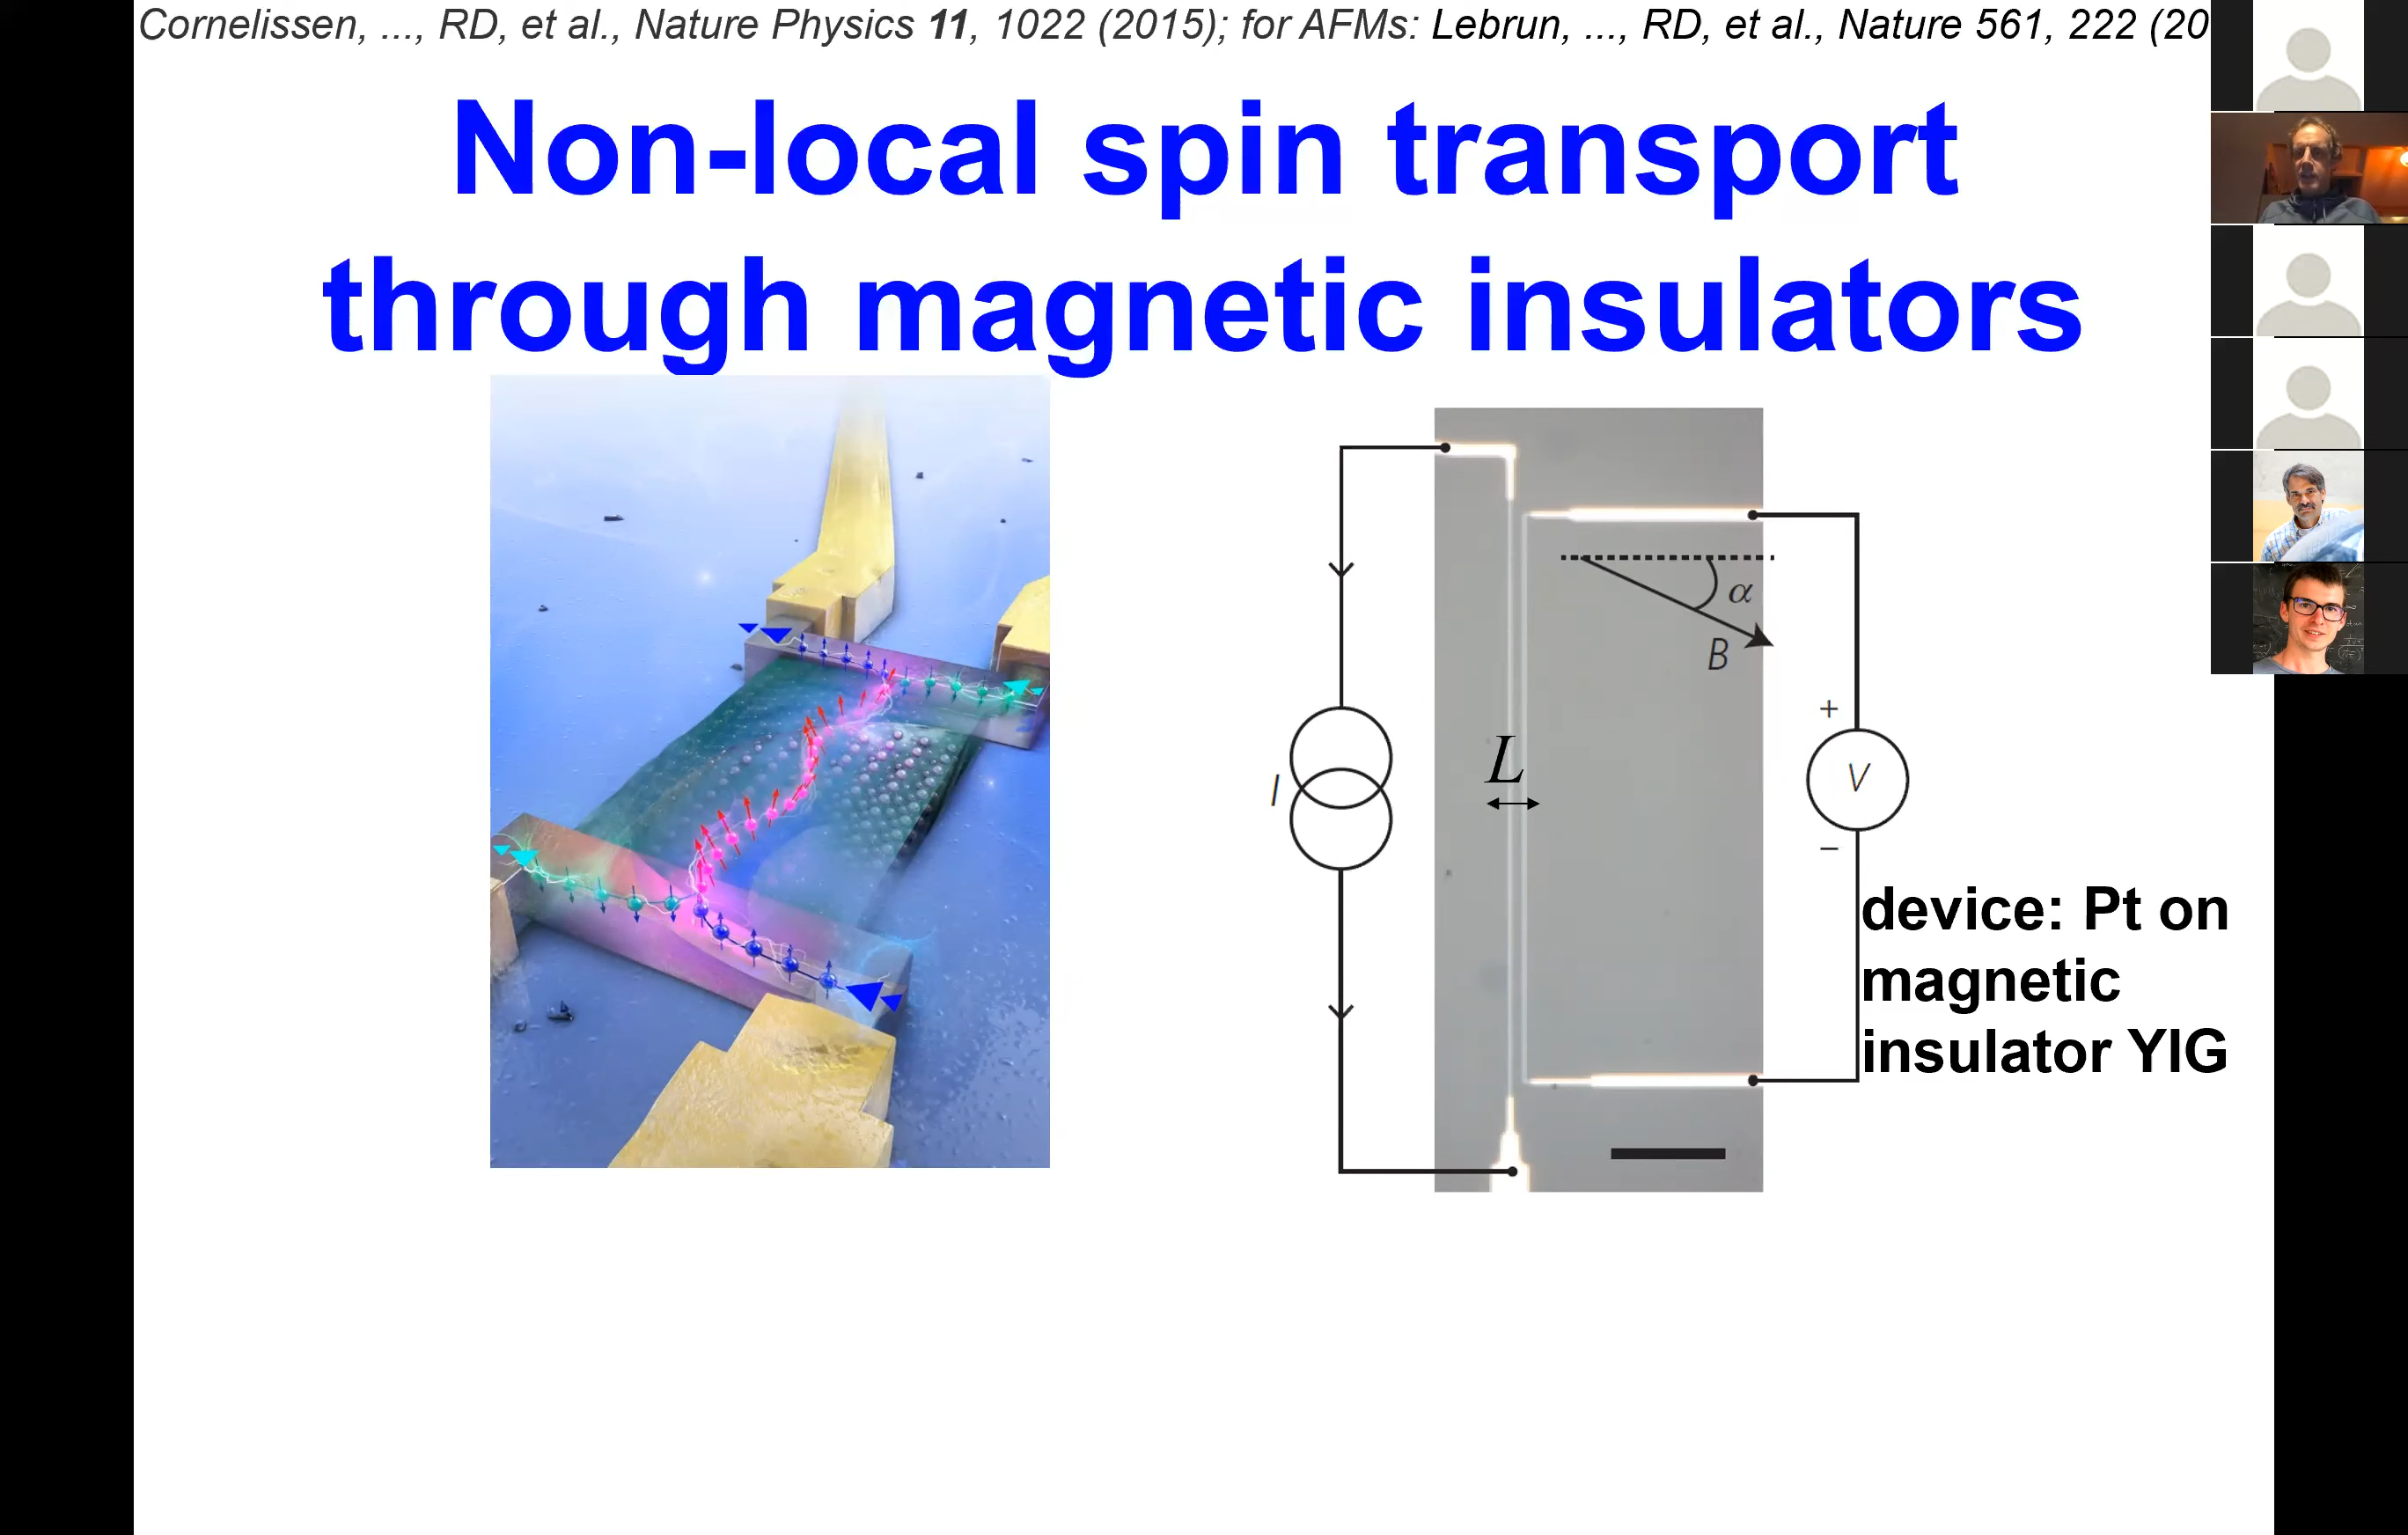 Cornelissen, ..., RD, et al., Nature Physics 11, 1022 (2015); for AFMs: Lebrun, ..., RD, et al., Nature 561, 222 (20
Non-local spin transport
through magnetic insulators
α
B
+
L
I
V
−
device: Pt on
magnetic
insulator YIG